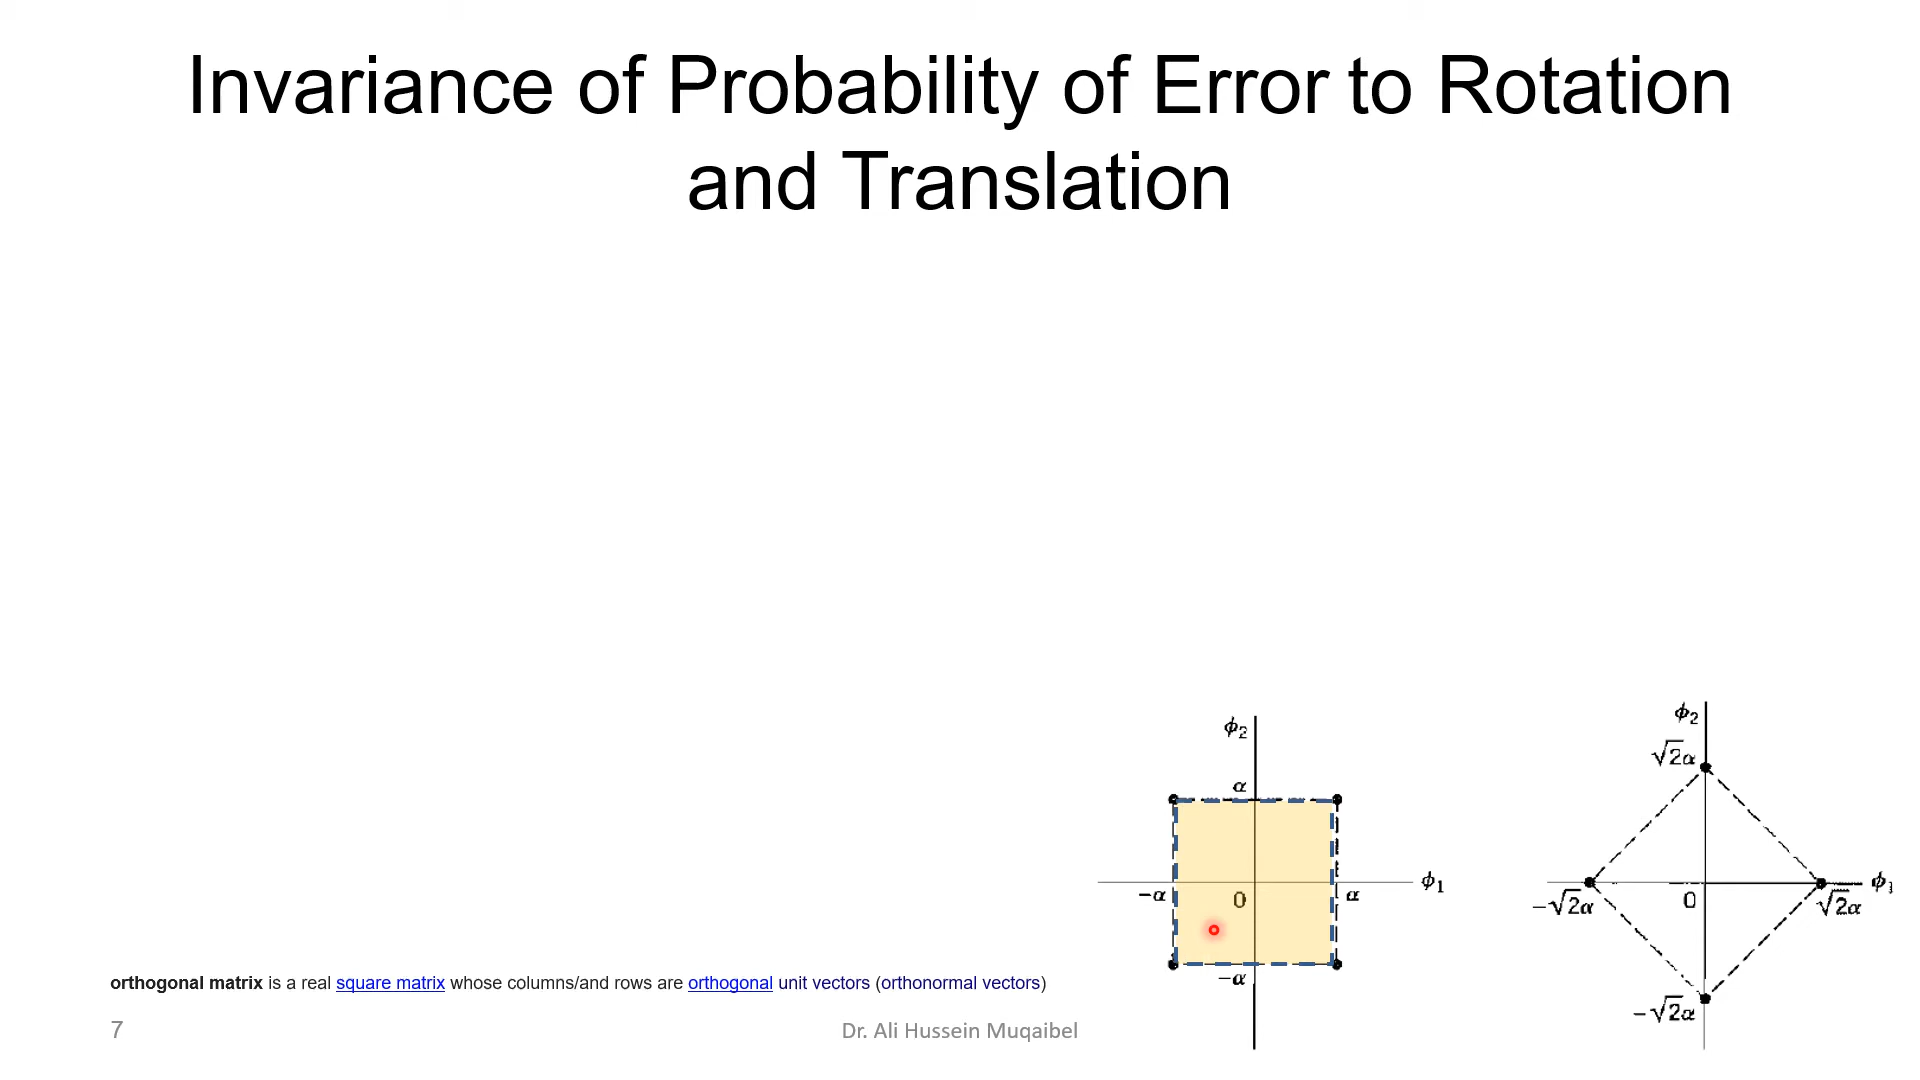 Invariance of Probability of Error to Rotation
and Translation
ϕ2
α
−α
0
α
ϕ1
−α
ϕ2
√2α
−√2α
0
√2α
ϕ1
−√2α
orthogonal matrix is a real square matrix whose columns/and rows are orthogonal unit vectors (orthonormal vectors)
7
Dr. Ali Hussein Muqaibel